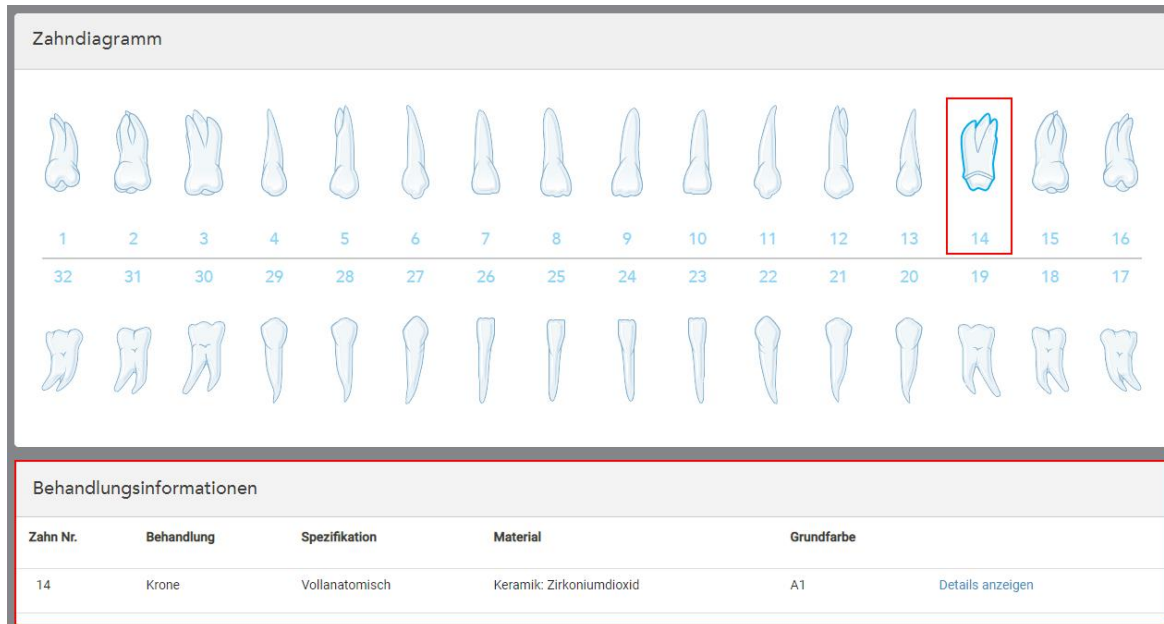 Zahndiagramm
1 2 3 4 5 6 7 8 9 10 11 12 13 14 15 16
32 31 30 29 28 27 26 25 24 23 22 21 20 19 18 17
Behandlungsinformationen
Zahn Nr. Behandlung Spezifikation Material Grundfarbe
14 Krone Vollanatomisch Keramik: Zirkoniumdioxid A1 Details anzeigen